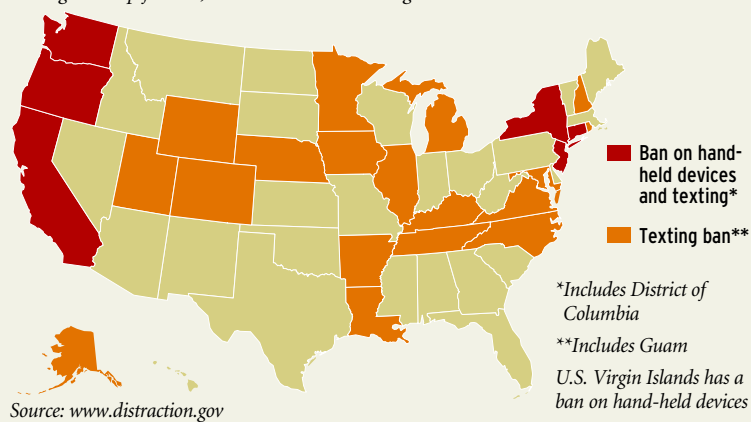 Ban on hand-
held devices
and texting*
Texting ban**
*Includes District of
Columbia
**Includes Guam
U.S. Virgin Islands has a
ban on hand-held devices
Source: www.distraction.gov